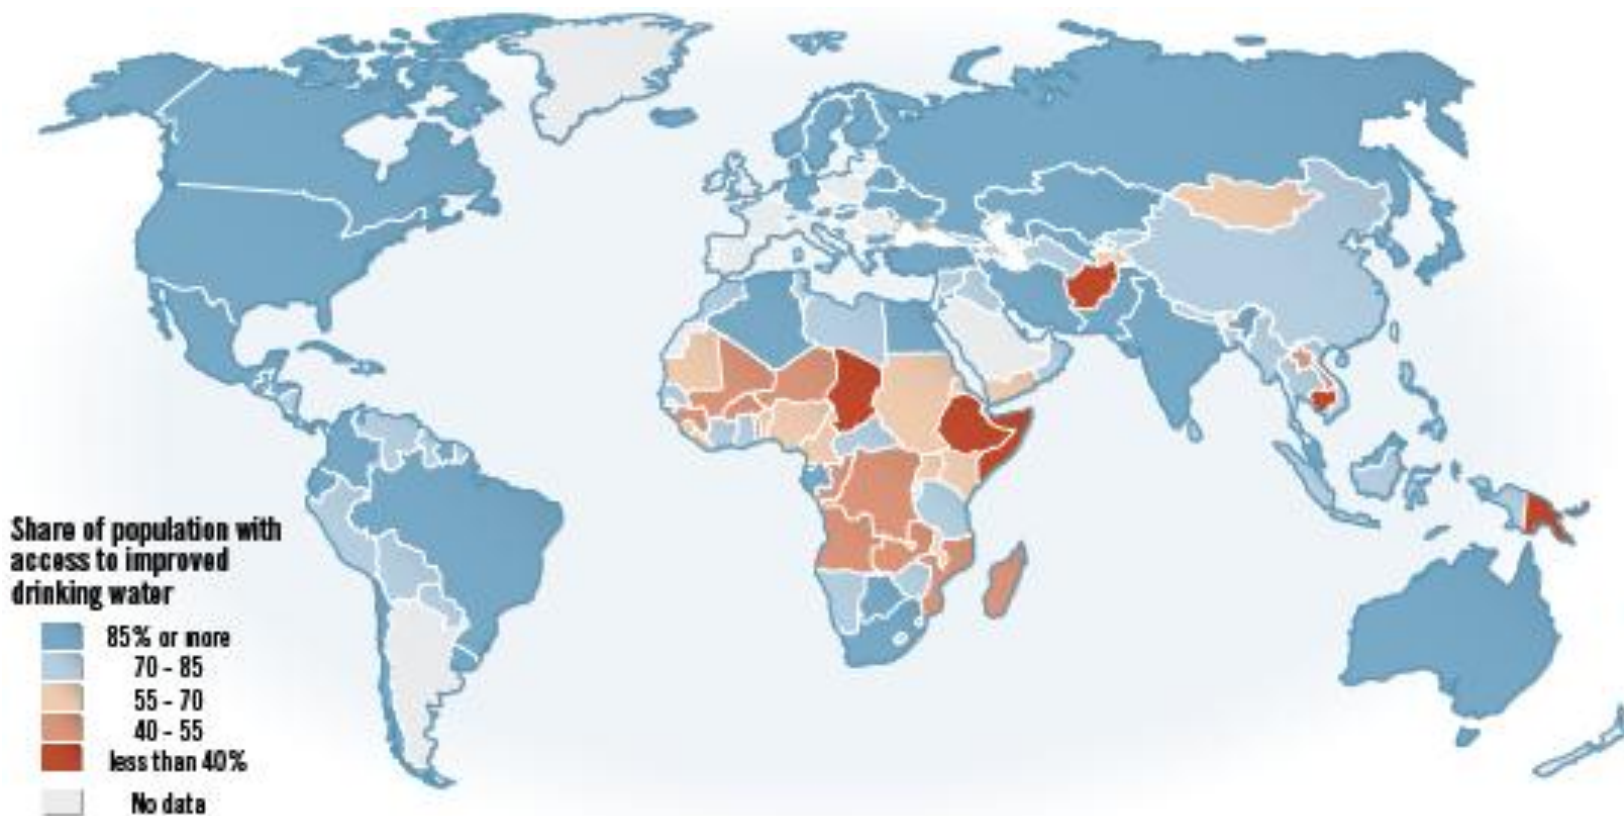 Share of population with
access to improved
drinking water
85% or more
70 - 85
55 - 70
40 - 55
less than 40%
No data